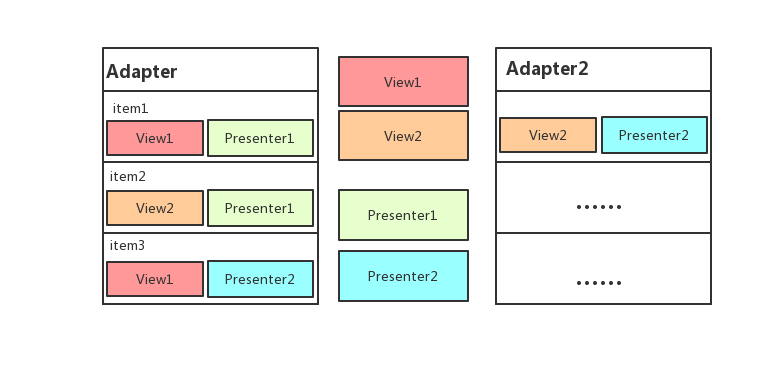 Adapter
item1
View1 Presenter1
item2
View2 Presenter1
item3
View1 Presenter2
View1
View2
Presenter1
Presenter2
Adapter2
View2 Presenter2
......
......